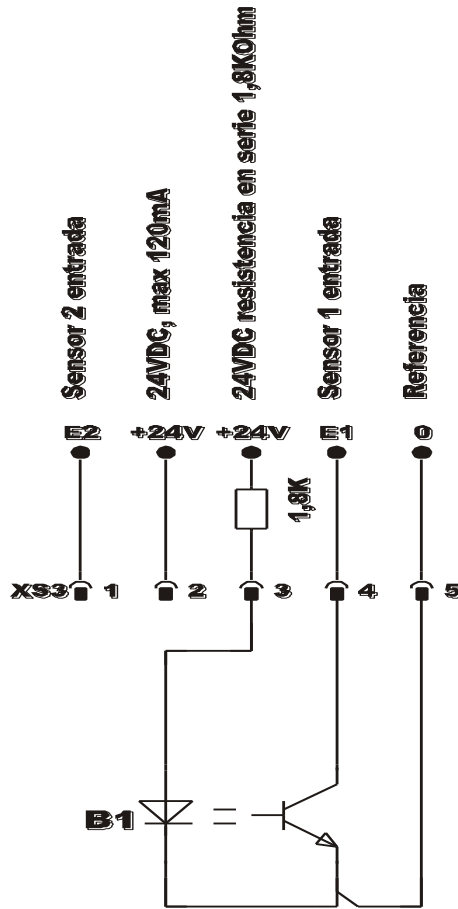 Sensor 2 entrada
24VDC, max 120mA
24VDC resistencia en serie 1,8KOhm
Sensor 1 entrada
Referencia
E2 +24V +24V E1 0
1,8K
XS3 1 2 3 4 5
B1